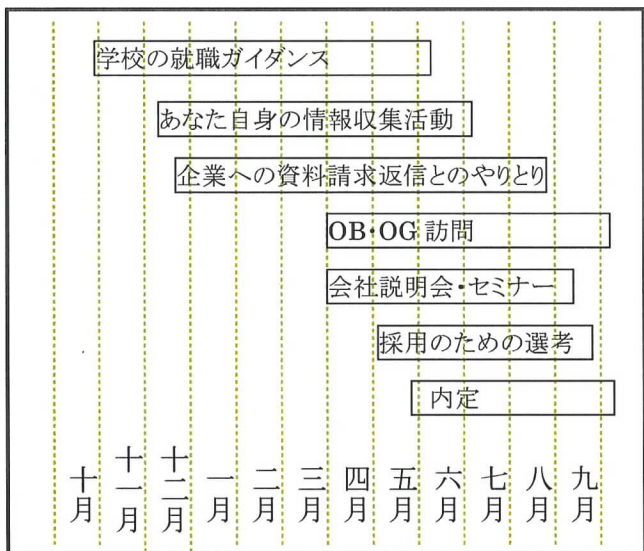 学校の就職ガイダンス
あなた自身の情報収集活動
企業への資料請求返信とのやりとり
OB・OG 訪問
会社説明会・セミナー
採用のための選考
内定
十月
十一月
十二月
一月
二月
三月
四月
五月
六月
七月
八月
九月